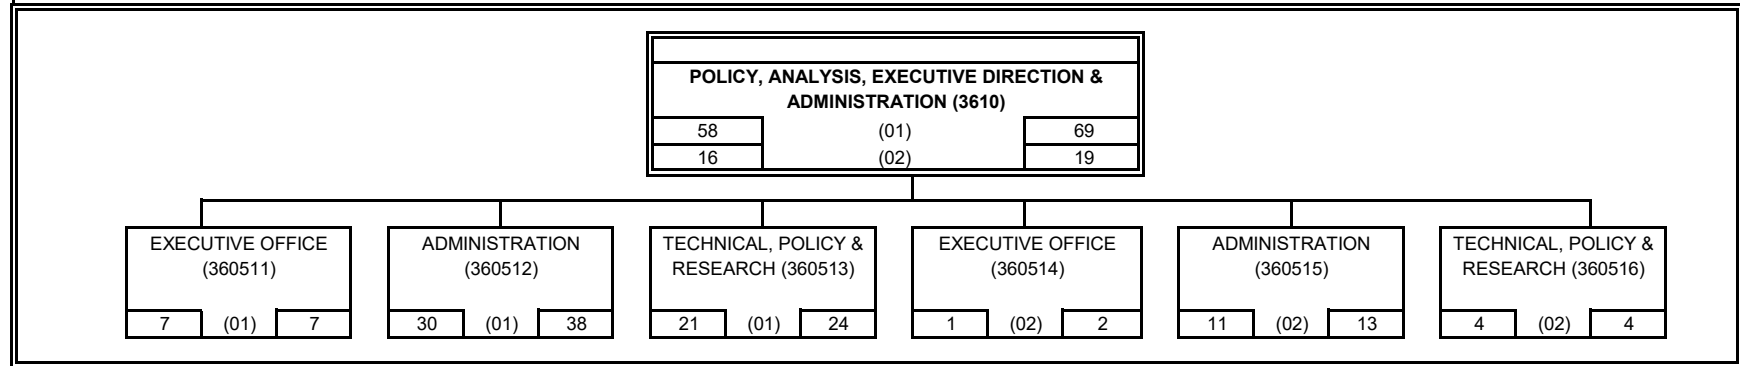 POLICY, ANALYSIS, EXECUTIVE DIRECTION &
ADMINISTRATION (3610)
58 (01) 69
16 (02) 19
EXECUTIVE OFFICE
(360511)
7 (01) 7
ADMINISTRATION
(360512)
30 (01) 38
TECHNICAL, POLICY &
RESEARCH (360513)
21 (01) 24
EXECUTIVE OFFICE
(360514)
1 (02) 2
ADMINISTRATION
(360515)
11 (02) 13
TECHNICAL, POLICY &
RESEARCH (360516)
4 (02) 4